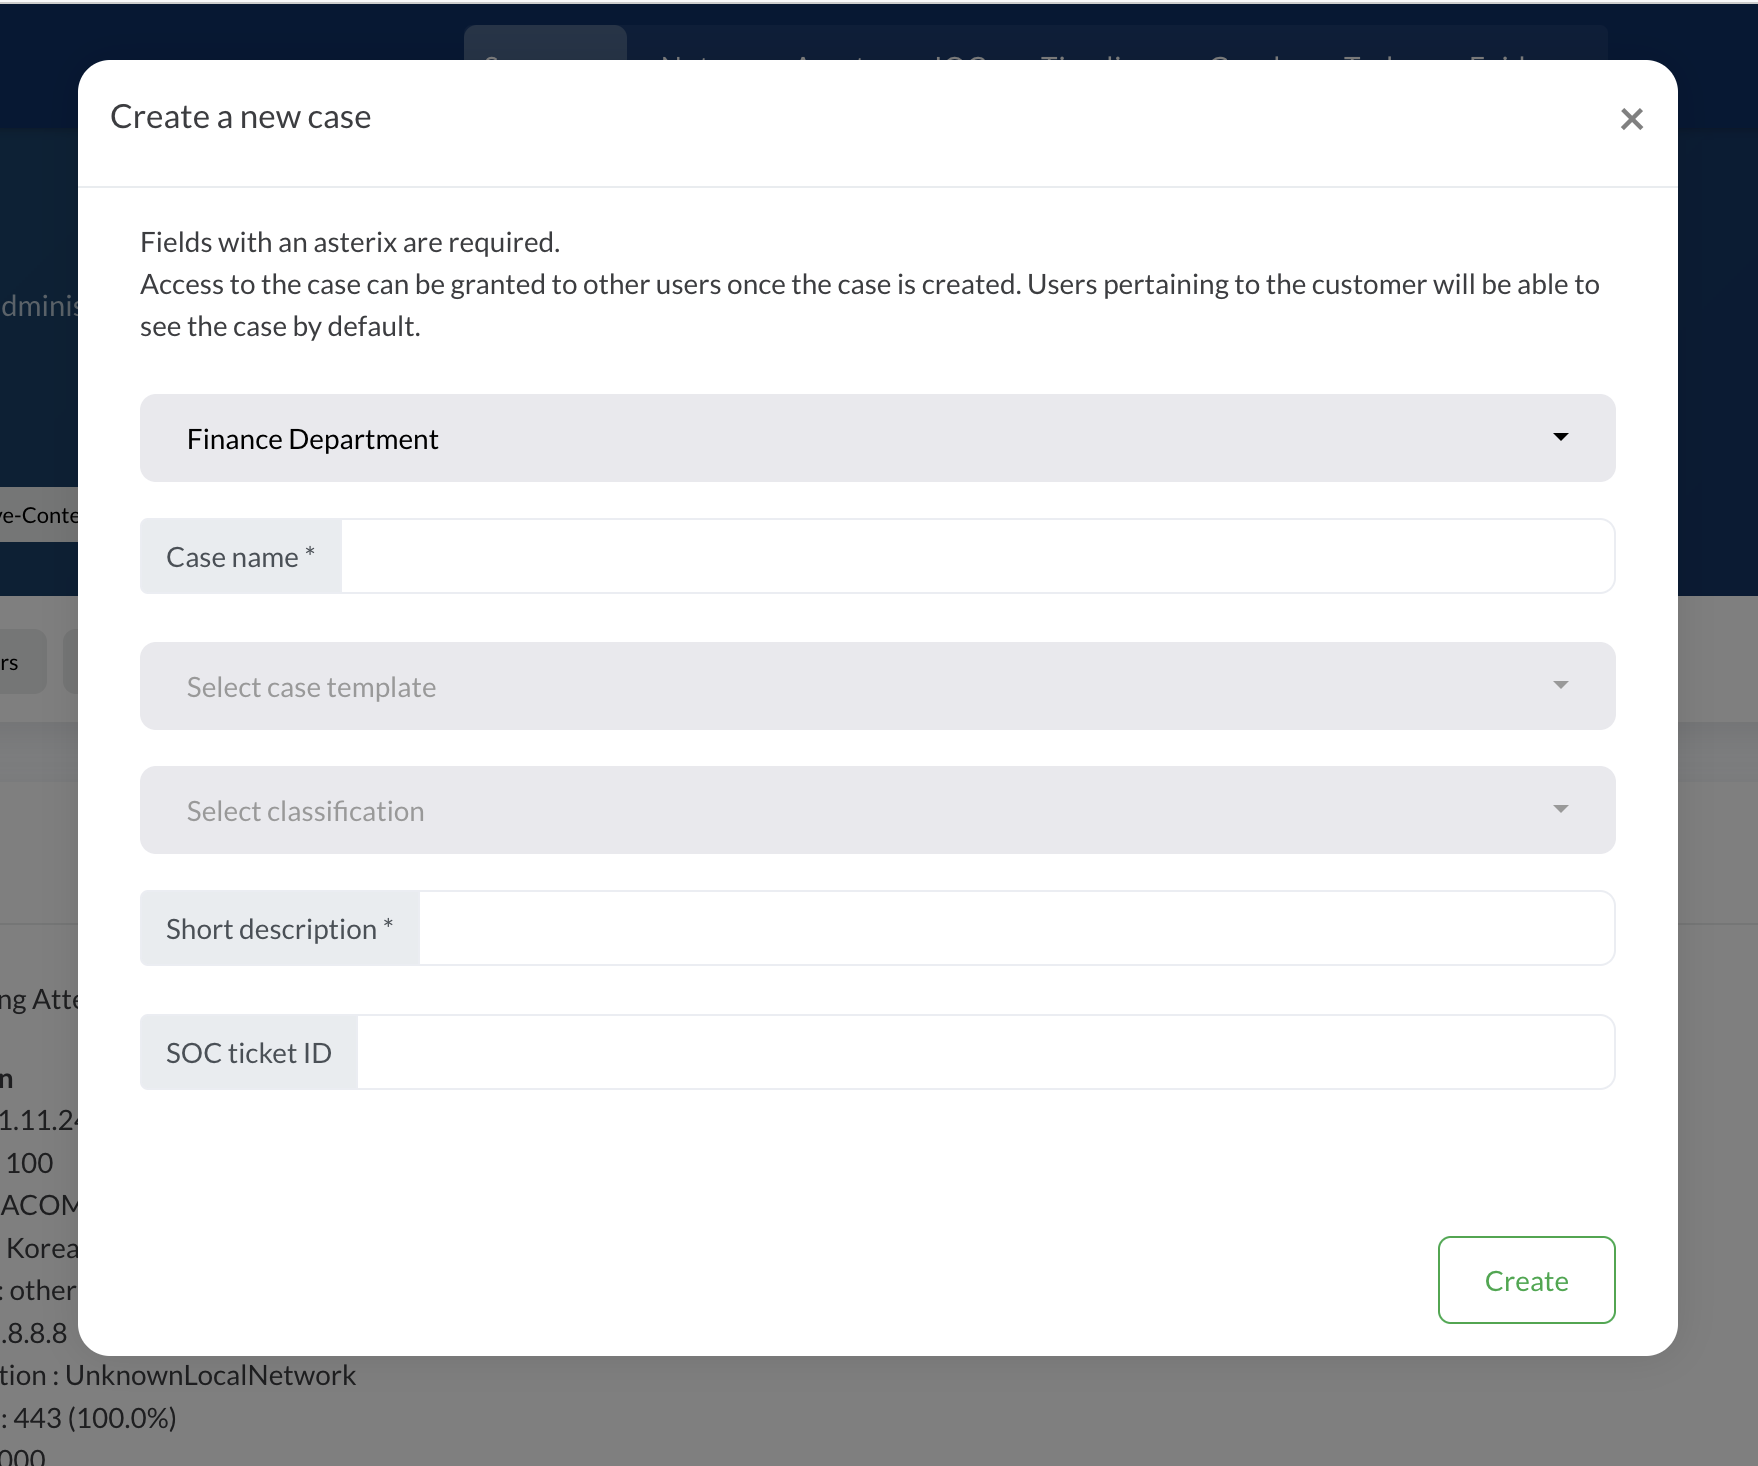 Create a new case
Fields with an asterix are required.
Access to the case can be granted to other users once the case is created. Users pertaining to the customer will be able to
see the case by default.
Finance Department
Case name *
Select case template
Select classification
Short description *
SOC ticket ID
Create
dminis
ve-Conte
rs
ng Atte
n
1.11.24
100
ACOM
Korea
: other
.8.8.8
tion : UnknownLocalNetwork
: 443 (100.0%)
000